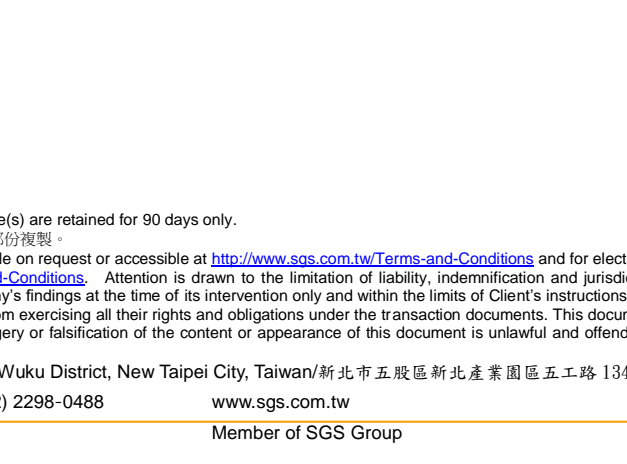 e(s) are retained for 90 days only.
部份複製。
le on request or accessible at http://www.sgs.com.tw/Terms-and-Conditions and for elect
d-Conditions. Attention is drawn to the limitation of liability, indemnification and jurisdi
ny's findings at the time of its intervention only and within the limits of Client's instructions
om exercising all their rights and obligations under the transaction documents. This docu
gery or falsification of the content or appearance of this document is unlawful and offend
Wuku District, New Taipei City, Taiwan/新北市五股區新北產業園區五工路 134
) 2298-0488 www.sgs.com.tw
Member of SGS Group